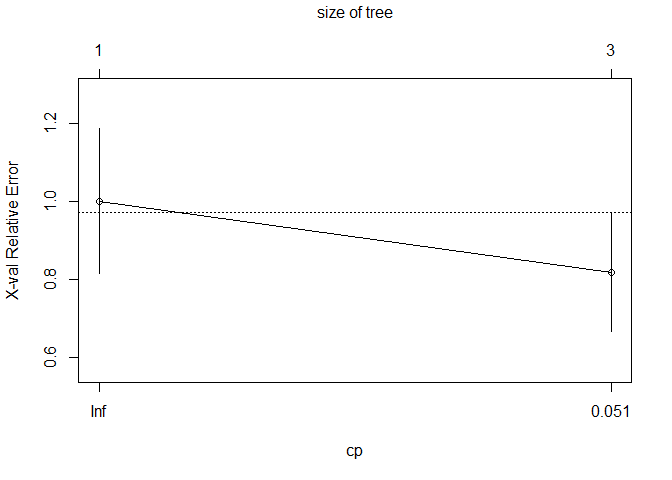 size of tree
1 3
1.2
1.0
0.8
0.6
X-val Relative Error
Inf 0.051
cp